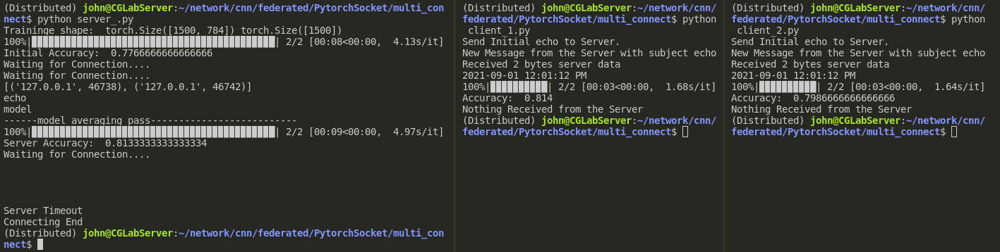 (Distributed) john@CGLabServer:~/network/cnn/federated/PytorchSocket/multi_con
nect$ python server_.py
Traininge shape:  torch.Size([1500, 784]) torch.Size([1500])
100%|███████████████████████████████████████████| 2/2 [00:08<00:00,  4.13s/it]
Initial Accuracy:  0.7766666666666666
Waiting for Connection....
Waiting for Connection....
[('127.0.0.1', 46738), ('127.0.0.1', 46742)]
echo
model
------model averaging pass--------------------------
100%|███████████████████████████████████████████| 2/2 [00:09<00:00,  4.97s/it]
Server Accuracy:  0.8133333333333334
Waiting for Connection....
Server Timeout
Connecting End
(Distributed) john@CGLabServer:~/network/cnn/federated/PytorchSocket/multi_con
nect$
(Distributed) john@CGLabServer:~/network/cnn/
federated/PytorchSocket/multi_connect$ python
 client_1.py
Send Initial echo to Server.
New Message from the Server with subject echo
Received 2 bytes server data
2021-09-01 12:01:12 PM
100%|██████████| 2/2 [00:03<00:00,  1.68s/it]
Accuracy:  0.814
Nothing Received from the Server
(Distributed) john@CGLabServer:~/network/cnn/
federated/PytorchSocket/multi_connect$
(Distributed) john@CGLabServer:~/network/cnn/
federated/PytorchSocket/multi_connect$ python
 client_2.py
Send Initial echo to Server.
New Message from the Server with subject echo
Received 2 bytes server data
2021-09-01 12:01:12 PM
100%|██████████| 2/2 [00:03<00:00,  1.64s/it]
Accuracy:  0.7986666666666666
Nothing Received from the Server
(Distributed) john@CGLabServer:~/network/cnn/
federated/PytorchSocket/multi_connect$